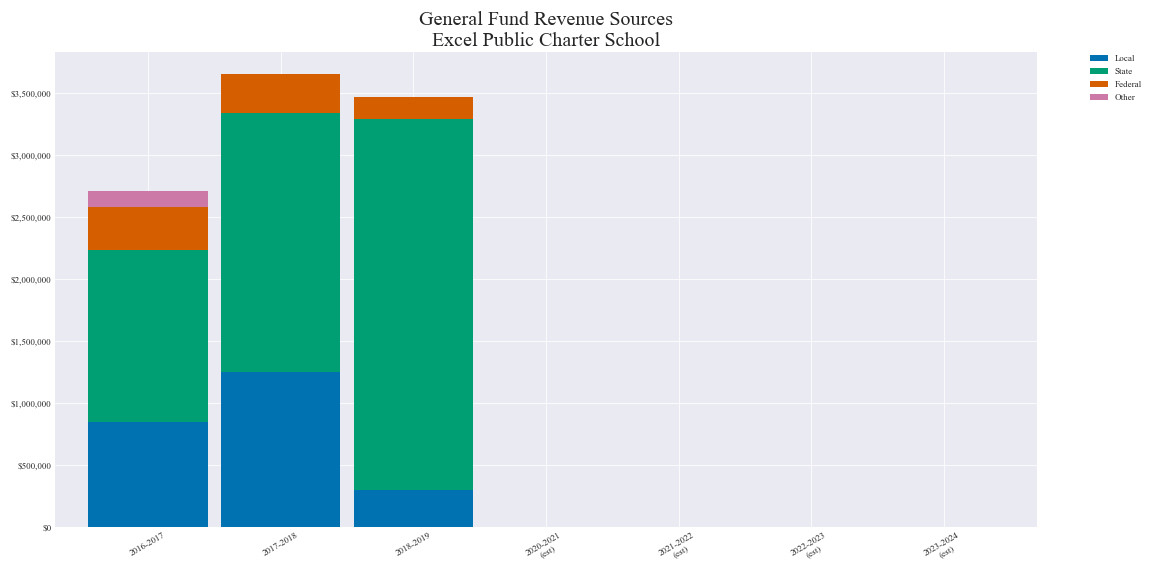 General Fund Revenue Sources
Excel Public Charter School
Local
State
Federal
Other
$3,500,000
$3,000,000
$2,500,000
$2,000,000
$1,500,000
$1,000,000
$500,000
$0
2016-2017
2017-2018
2018-2019
2020-2021
(est)
2021-2022
(est)
2022-2023
(est)
2023-2024
(est)